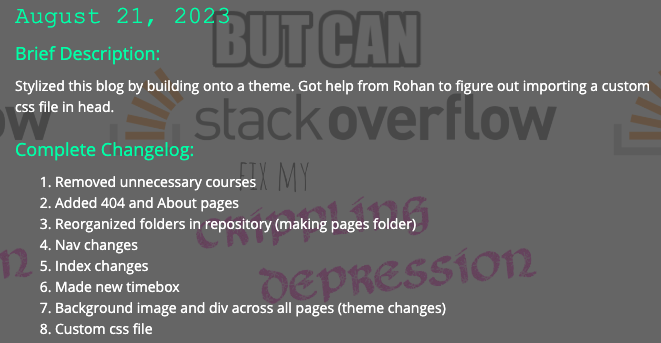 August 21, 2023
BUT CAN
Brief Description:
Stylized this blog by building onto a theme. Got help from Rohan to figure out importing a custom
css file in head.
ow
stackoverflow
Complete Changelog:
FIX MY
1. Removed unnecessary courses
2. Added 404 and About pages
CRIPPLING
3. Reorganized folders in repository (making pages folder)
4. Nav changes
n
DEPRESSION
5. Index changes
6. Made new timebox
7. Background image and div across all pages (theme changes)
8. Custom css file